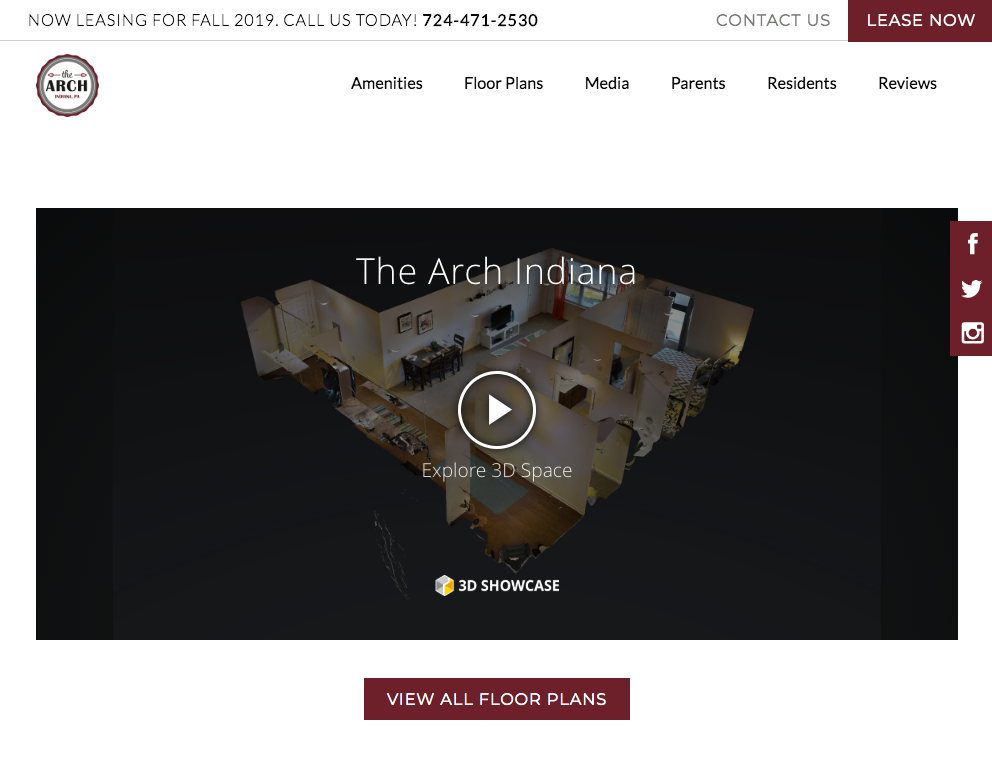 NOW LEASING FOR FALL 2019. CALL US TODAY! 724-471-2530
CONTACT US
LEASE NOW
the
ARCH
INDIANA, PA
Amenities
Floor Plans
Media
Parents
Residents
Reviews
The Arch Indiana
Explore 3D Space
3D SHOWCASE
VIEW ALL FLOOR PLANS